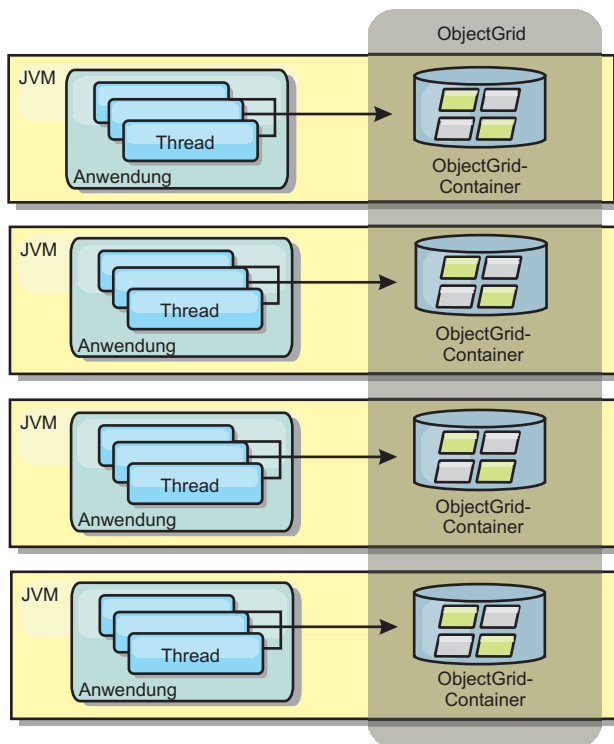 ObjectGrid
JVM
Thread
Anwendung
ObjectGrid-
Container
JVM
Thread
Anwendung
ObjectGrid-
Container
JVM
Thread
Anwendung
ObjectGrid-
Container
JVM
Thread
Anwendung
ObjectGrid-
Container